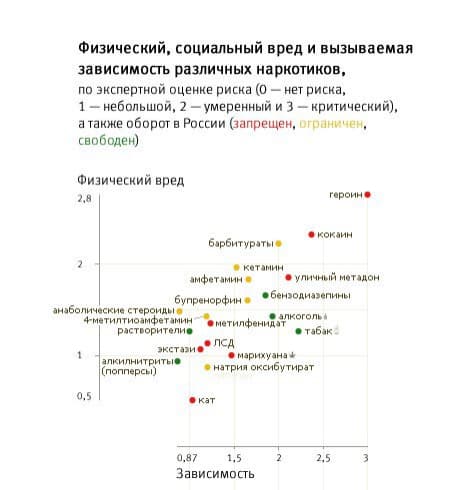 Физический, социальный вред и вызываемая
зависимость различных наркотиков,
по экспертной оценке риска (0 — нет риска,
1 — небольшой, 2 — умеренный и 3 — критический),
а также оборот в России (запрещен, ограничен,
свободен)
Физический вред
2,8
героин
кокаин
барбитураты
2
кетамин
амфетамин
уличный метадон
бупренорфин
бензодиазепины
анаболические стероиды
4-метилтиоамфетамин
алкоголь
растворители
метилфенидат
табак
ЛСД
экстази
1
марихуана
алкилнитриты
(попперсы)
натрия оксибутират
0,5
кат
0,87
1,5
2
2,5
3
Зависимость